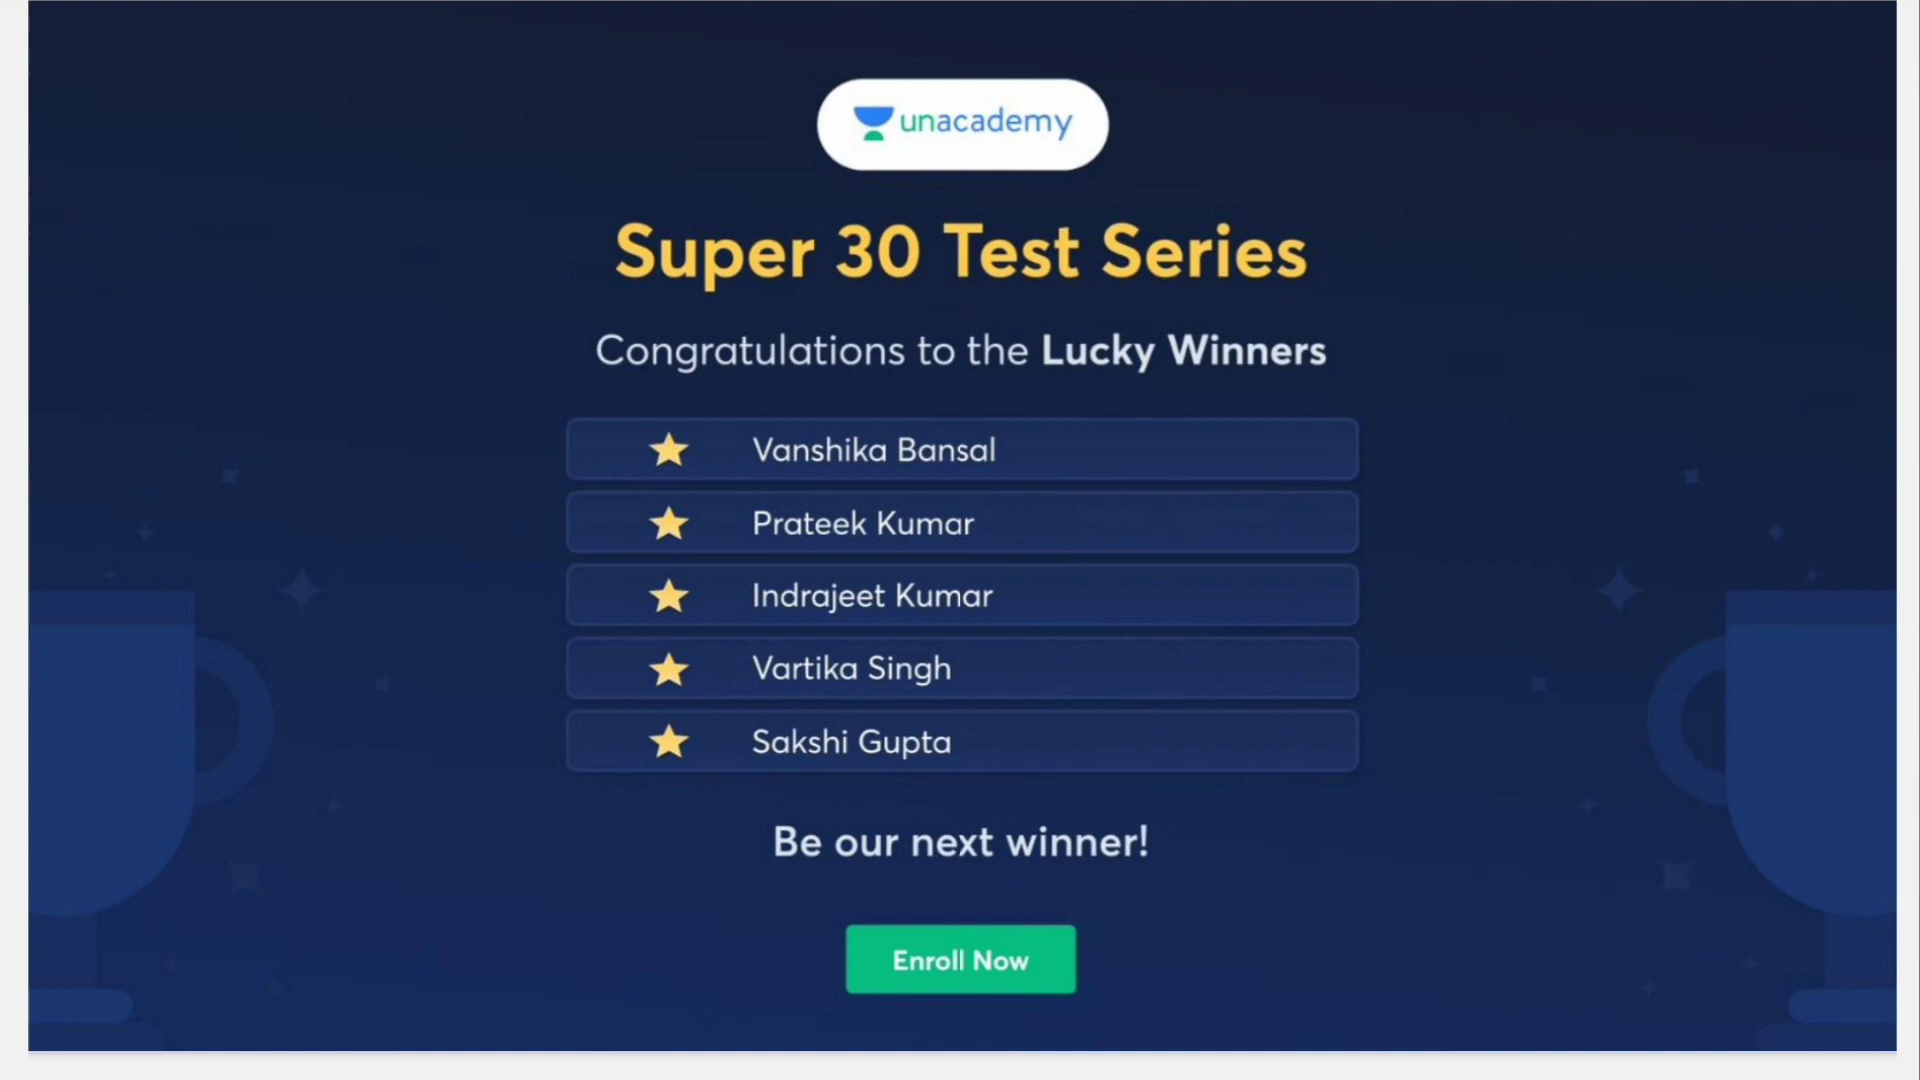 unacademy
Super 30 Test Series
Congratulations to the Lucky Winners
Vanshika Bansal
Prateek Kumar
Indrajeet Kumar
Vartika Singh
Sakshi Gupta
Be our next winner!
Enroll Now